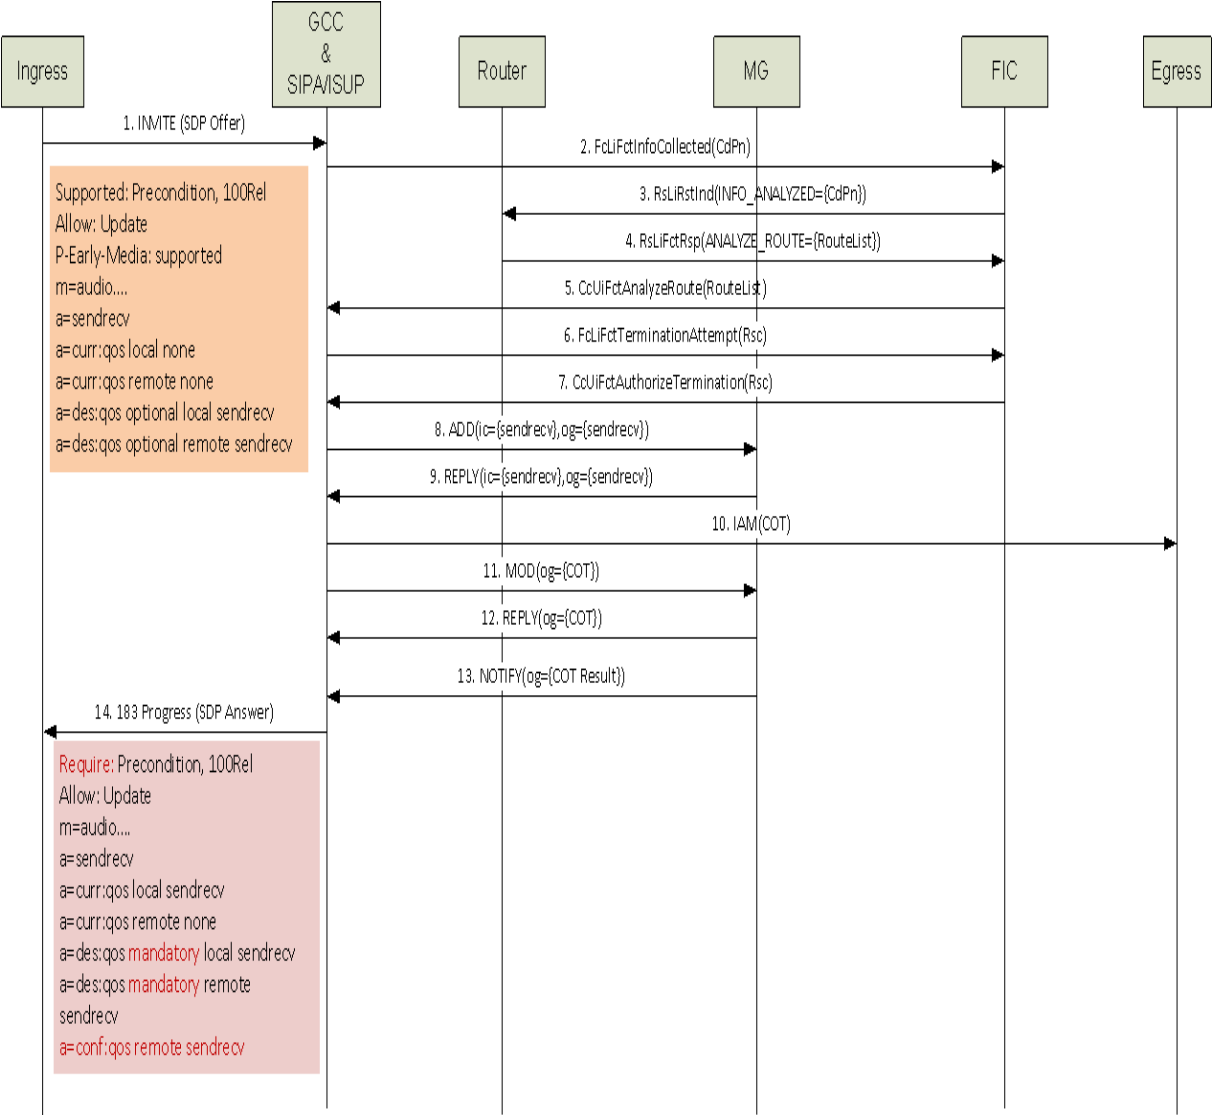 GCC
&
SIPA/ISUP
Ingress
Router
MG
FIC
Egress
1. INVITE (SDP Offer)
2. FcLiFctInfoCollected(CdPn)
Supported: Precondition, 100Rel
Allow: Update
P-Early-Media: supported
m=audio....
a=sendrecv
a=curr:qos local none
a=curr:qos remote none
a=des:qos optional local sendrecv
a=des:qos optional remote sendrecv
3. RsLiRstInd(INFO_ANALYZED={CdPn})
4. RsLiFctRsp(ANALYZE_ROUTE={RouteList})
5. CcUiFctAnalyzeRoute(RouteList)
6. FcLiFctTerminationAttempt(Rsc)
7. CcUiFctAuthorizeTermination(Rsc)
8. ADD(ic={sendrecv},og={sendrecv})
9. REPLY(ic={sendrecv},og={sendrecv})
10. IAM(COT)
11. MOD(og={COT})
12. REPLY(og={COT})
13. NOTIFY(og={COT Result})
14. 183 Progress (SDP Answer)
Require: Precondition, 100Rel
Allow: Update
m=audio....
a=sendrecv
a=curr:qos local sendrecv
a=curr:qos remote none
a=des:qos mandatory local sendrecv
a=des:qos mandatory remote
sendrecv
a=conf:qos remote sendrecv